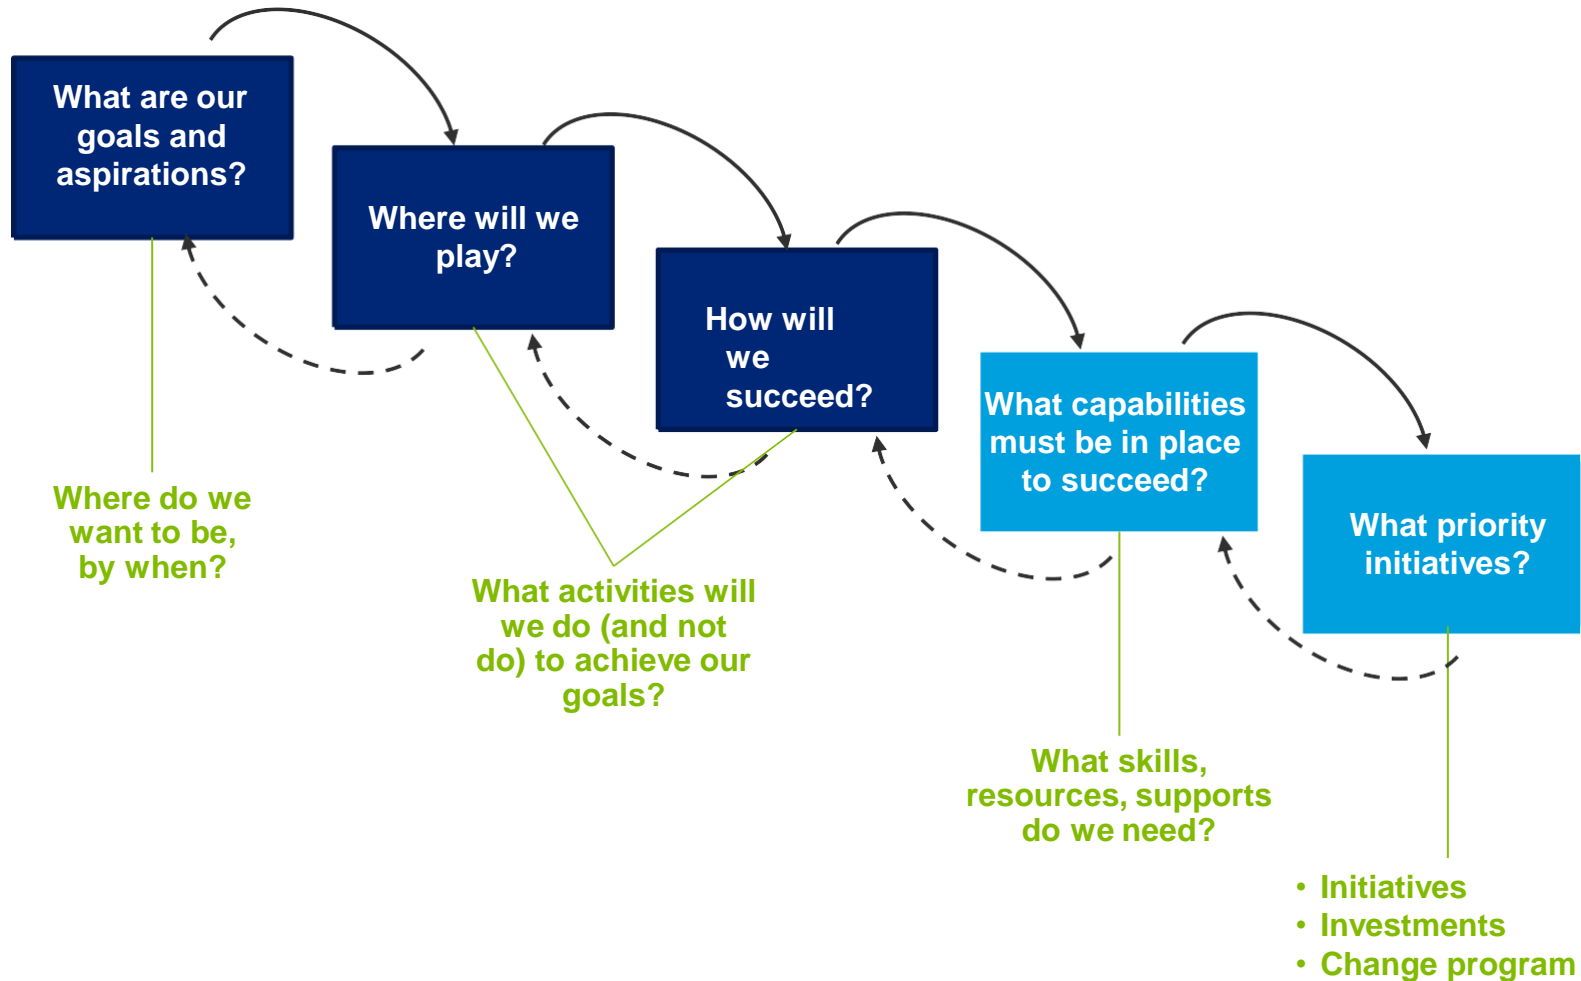 What are our
goals and
aspirations?
Where will we
play?
How will
we
succeed?
What capabilities
must be in place
to succeed?
What priority
initiatives?
Where do we
want to be,
by when?
What activities will
we do (and not
do) to achieve our
goals?
What skills,
resources, supports
do we need?
• Initiatives
• Investments
• Change program